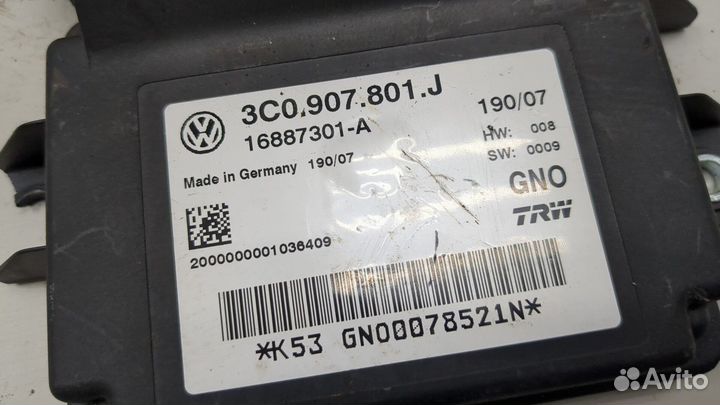 3C0.907.801.J
16887301-A
190/07
HW: 008
SW: 0009
Made in Germany 190/07
GNO
TRW
2000000001036409
*K53 GNO0078521N*
Avito